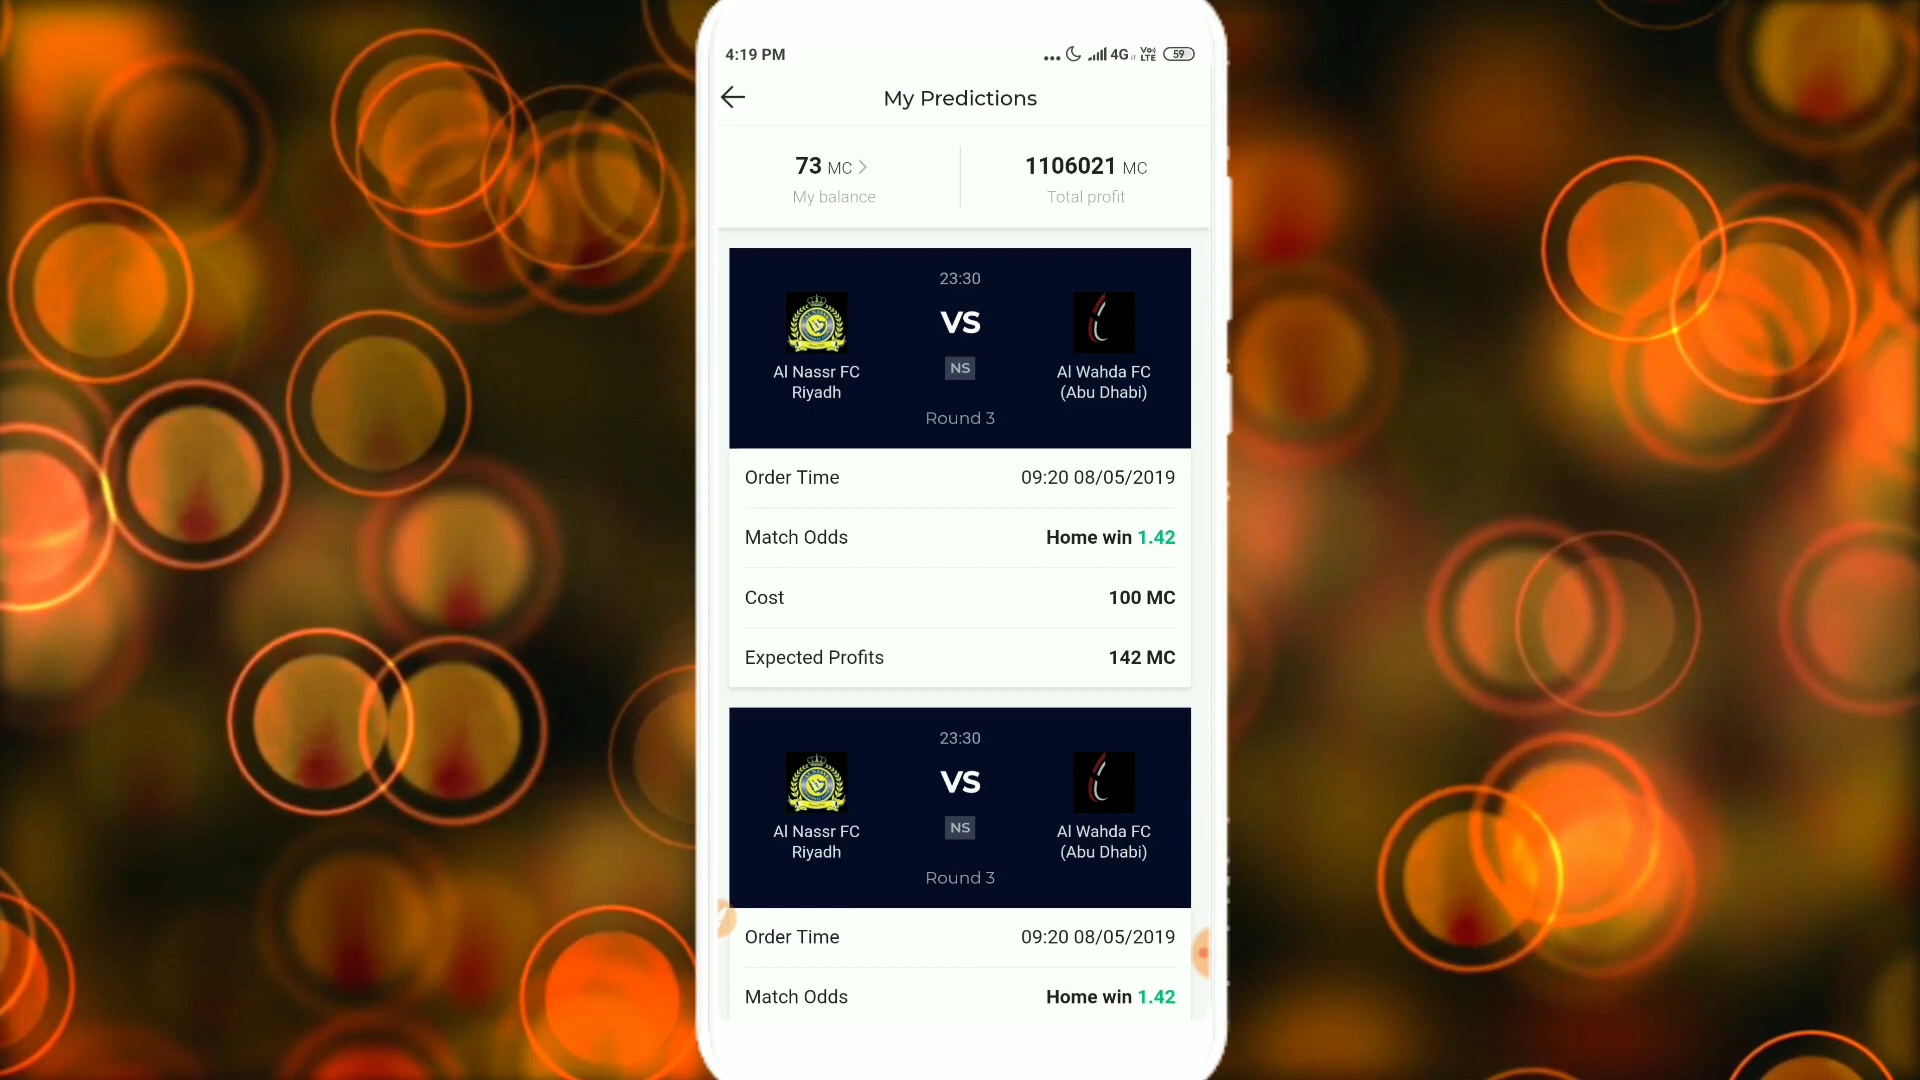 4:19 PM
4G
Vo))
LTE
59
My Predictions
73 MC
1106021 MC
My balance
Total profit
23:30
VS
NS
Al Nassr FC
Riyadh
Al Wahda FC
(Abu Dhabi)
Round 3
Order Time
09:20 08/05/2019
Match Odds
Home win 1.42
Cost
100 MC
Expected Profits
142 MC
23:30
VS
NS
Al Nassr FC
Riyadh
Al Wahda FC
(Abu Dhabi)
Round 3
Order Time
09:20 08/05/2019
Match Odds
Home win 1.42